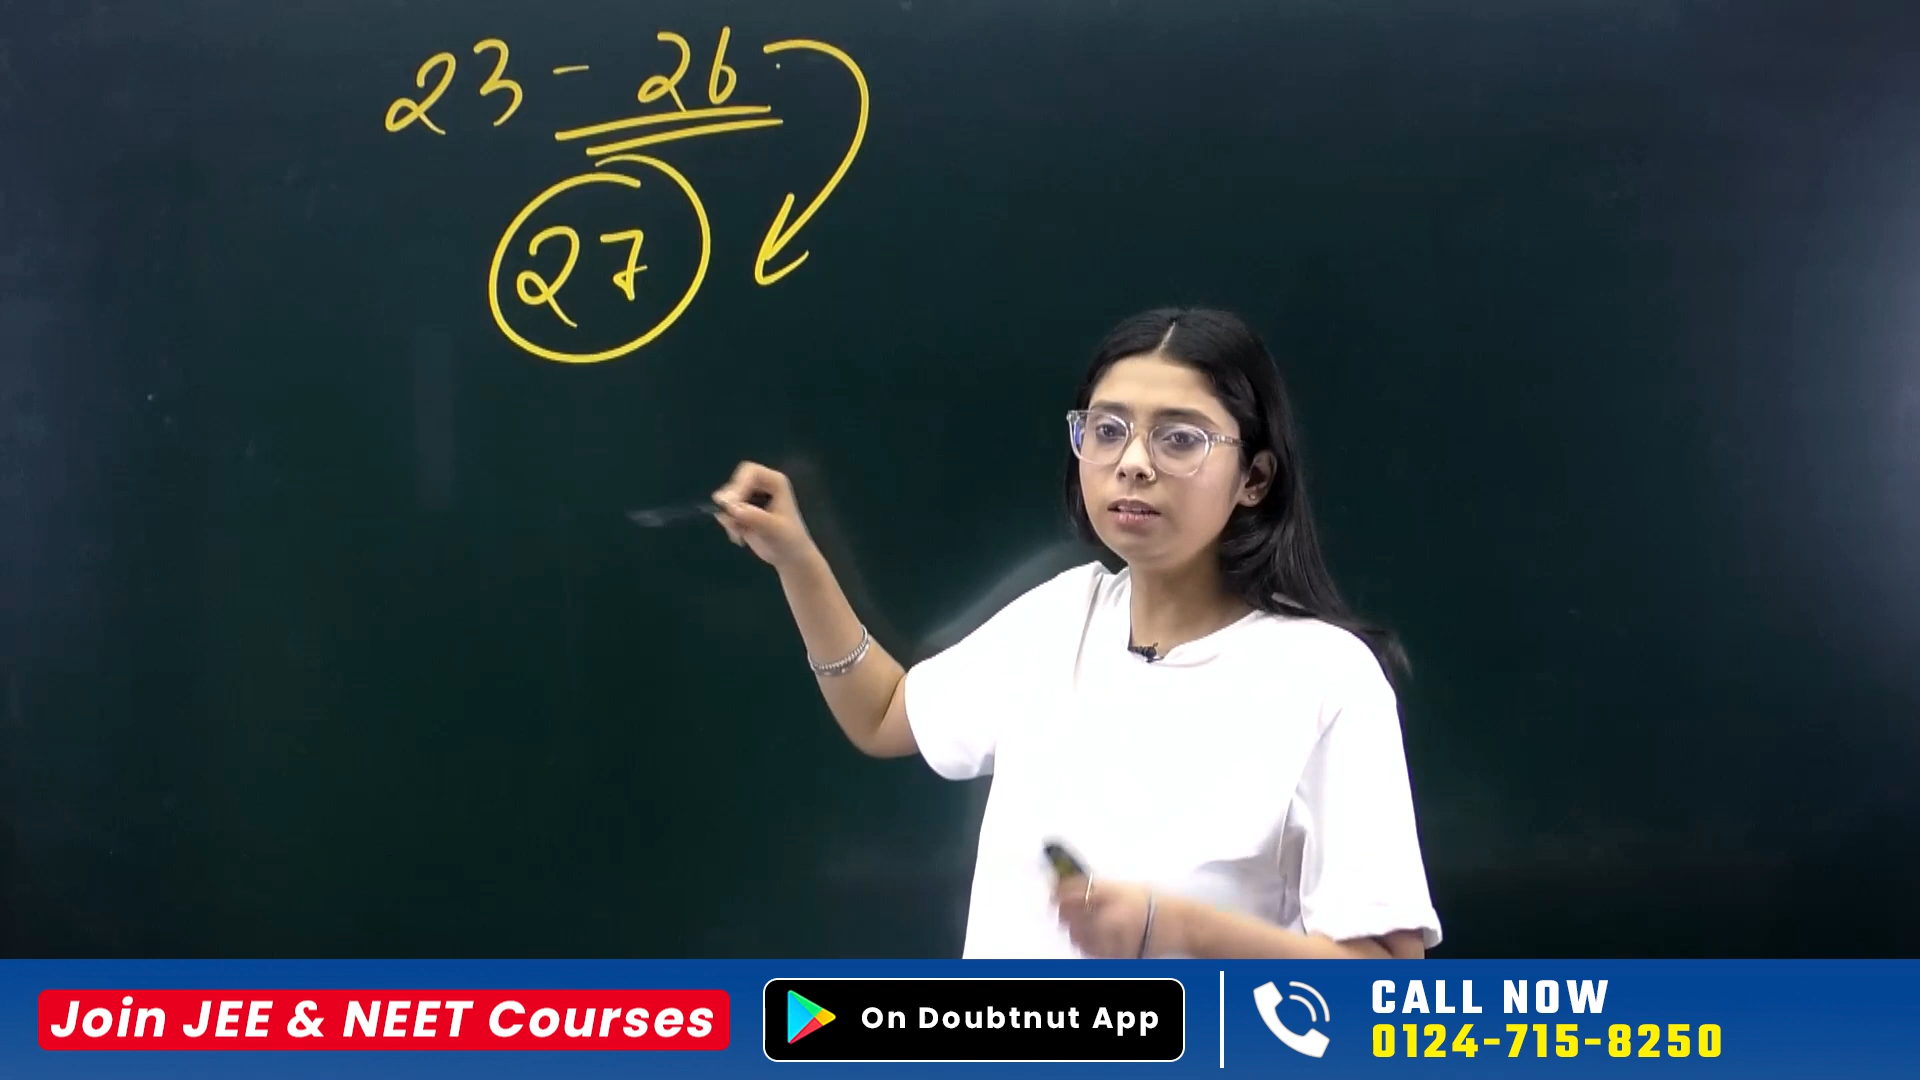 23 - 26
27
Join JEE & NEET Courses
On Doubtnut App
CALL NOW
0124-715-8250